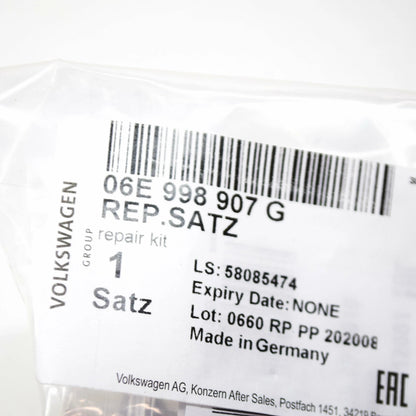 06E 998 907 G
REP.SATZ
repair kit
1
Satz
VOLKSWAGEN
GROUP
LS: 58085474
Expiry Date: NONE
Lot: 0660 RP PP 202008
Made in Germany
EAC
Volkswagen AG, Konzern After Sales, Postfach 1451, 34219